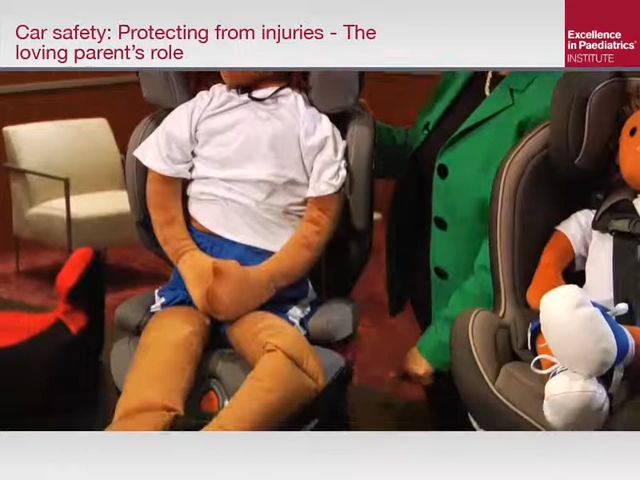 Car safety: Protecting from injuries - The
loving parent's role
Excellence
in Paediatrics
INSTITUTE